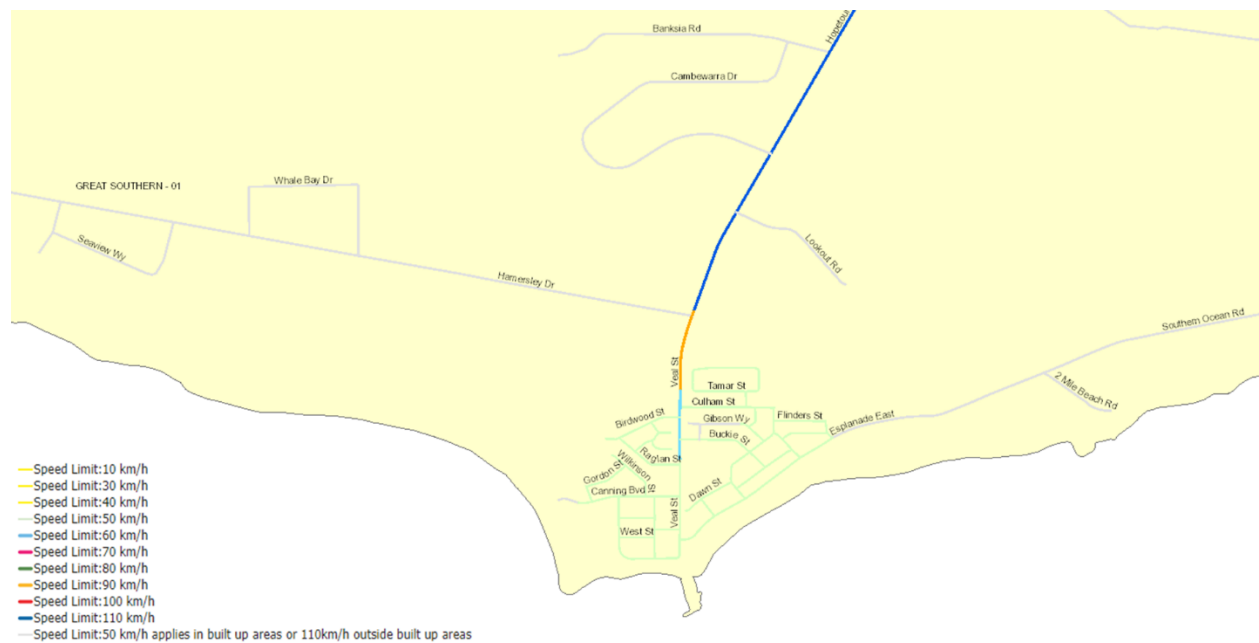 Hopetoun
Banksia Rd
Cambewarra Dr
GREAT SOUTHERN - 01
Whale Bay Dr
Seaview Wy
Lookout Rd
Hamersley Dr
Southern Ocean Rd
Veal St
Tamar St
2 Mile Beach Rd
Culham St
Birdwood St
Gibson Wy
Flinders St
Esplanade East
Buckie St
Raglan St
Wilkinson St
Gordon St
Canning Bvd
Dawn St
Veal St
West St
Speed Limit:10 km/h
Speed Limit:30 km/h
Speed Limit:40 km/h
Speed Limit:50 km/h
Speed Limit:60 km/h
Speed Limit:70 km/h
Speed Limit:80 km/h
Speed Limit:90 km/h
Speed Limit:100 km/h
Speed Limit:110 km/h
Speed Limit:50 km/h applies in built up areas or 110km/h outside built up areas